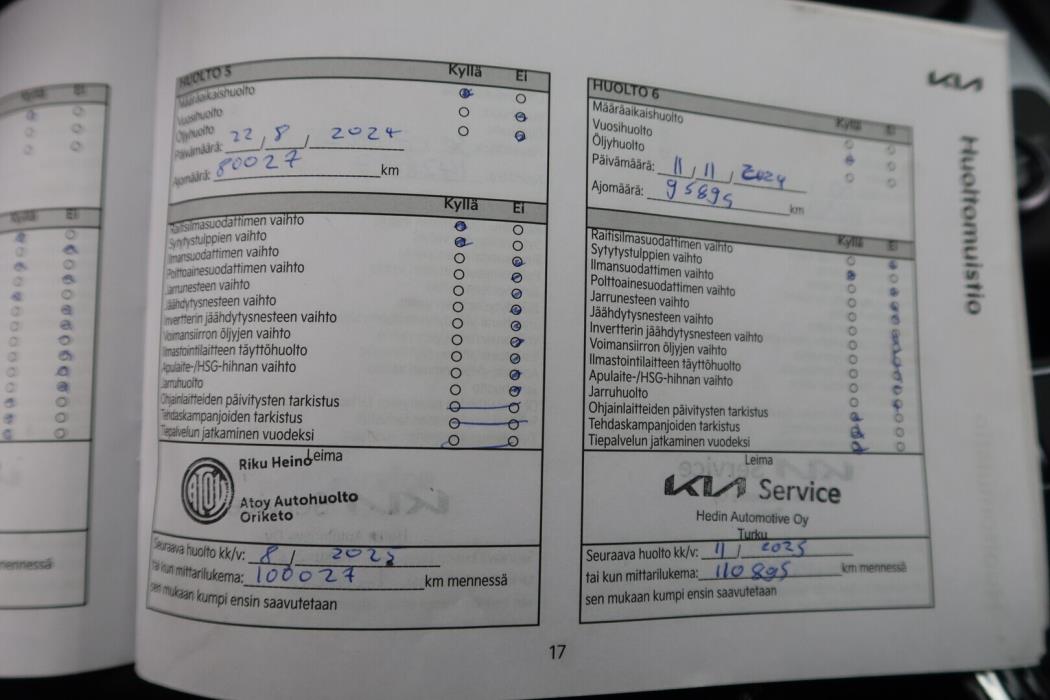 Kyllä Ei
Kyllä Ei
mennessä
HUOLTO 5 Kyllä Ei
Määräaikaishuolto
Vuosihuolto
Öljyhuolto
Päivämäärä: 22 / 8 / 2024
Ajomäärä: 80027 km
Kyllä Ei
Raitisilmasuodattimen vaihto
Sytytystulppien vaihto
Ilmansuodattimen vaihto
Polttoainesuodattimen vaihto
Jarrunesteen vaihto
Jäähdytysnesteen vaihto
Invertterin jäähdytysnesteen vaihto
Voimansiirron öljyjen vaihto
Ilmastointilaitteen täyttöhuolto
Apulaite-/HSG-hihnan vaihto
Jarruhuolto
Ohjainlaitteiden päivitysten tarkistus
Tehdaskampanjoiden tarkistus
Tiepalvelun jatkaminen vuodeksi
Leima
Riku Heino
Atoy Autohuolto
Oriketo
Seuraava huolto kk/v: 8 / 2025
tai kun mittarilukema: 100027 km mennessä
sen mukaan kumpi ensin saavutetaan
HUOLTO 6 Kyllä Ei
Määräaikaishuolto
Vuosihuolto
Öljyhuolto
Päivämäärä: 11 / 11 / 2024
Ajomäärä: 95895 km
Kyllä Ei
Raitisilmasuodattimen vaihto
Sytytystulppien vaihto
Ilmansuodattimen vaihto
Polttoainesuodattimen vaihto
Jarrunesteen vaihto
Jäähdytysnesteen vaihto
Invertterin jäähdytysnesteen vaihto
Voimansiirron öljyjen vaihto
Ilmastointilaitteen täyttöhuolto
Apulaite-/HSG-hihnan vaihto
Jarruhuolto
Ohjainlaitteiden päivitysten tarkistus
Tehdaskampanjoiden tarkistus
Tiepalvelun jatkaminen vuodeksi
Leima
KIA Service
Hedin Automotive Oy
Turku
Seuraava huolto kk/v: 11 / 2025
tai kun mittarilukema: 110895 km mennessä
sen mukaan kumpi ensin saavutetaan
KIA
Huoltomuistio
17